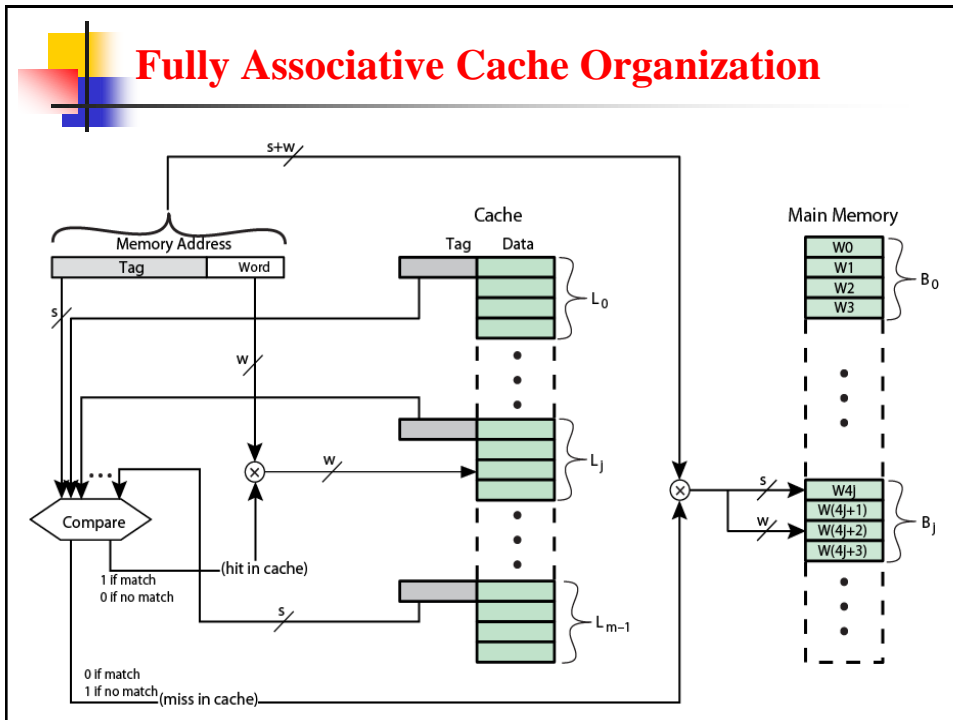 Fully Associative Cache Organization
s+w
Cache
Main Memory
Memory Address
Tag Data
Tag Word
W0
W1
W2
W3
B0
L0
s
w
w
Lj
s
w
W4j
W(4j+1)
W(4j+2)
W(4j+3)
Bj
Compare
1 if match
0 if no match
(hit in cache)
s
Lm–1
0 if match
1 if no match
(miss in cache)